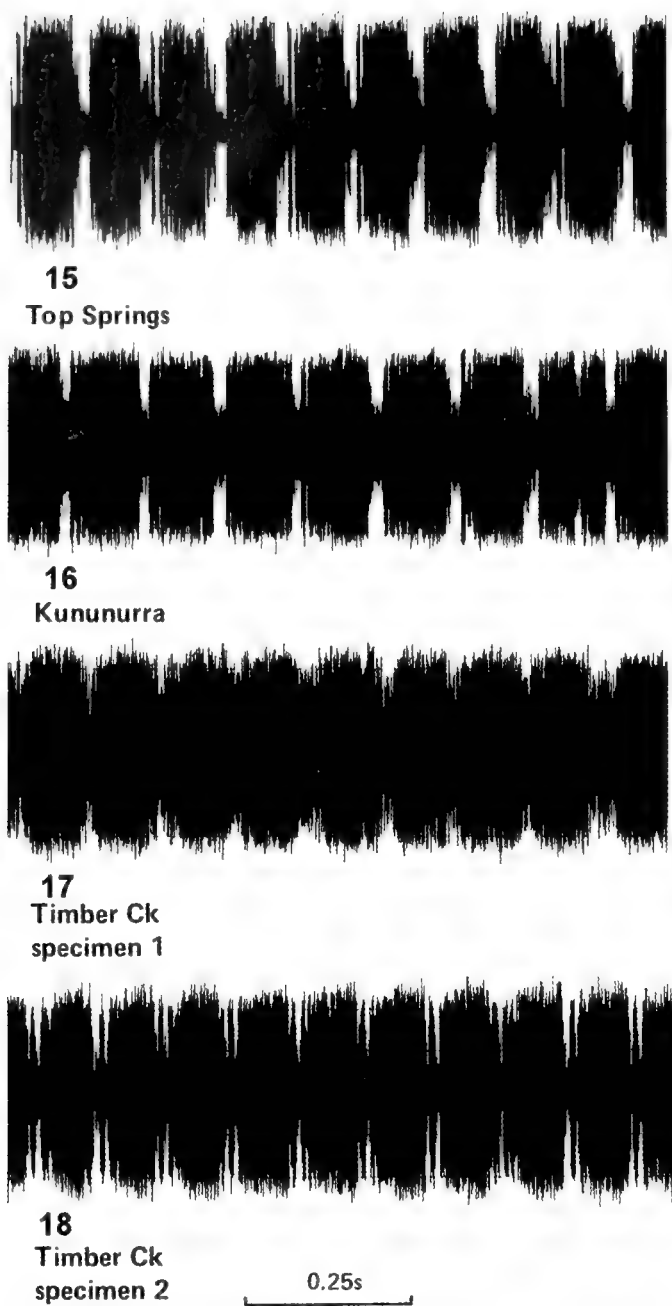 15
Top Springs
16
Kununurra
17
Timber Ck
specimen 1
18
Timber Ck
specimen 2
0.25s